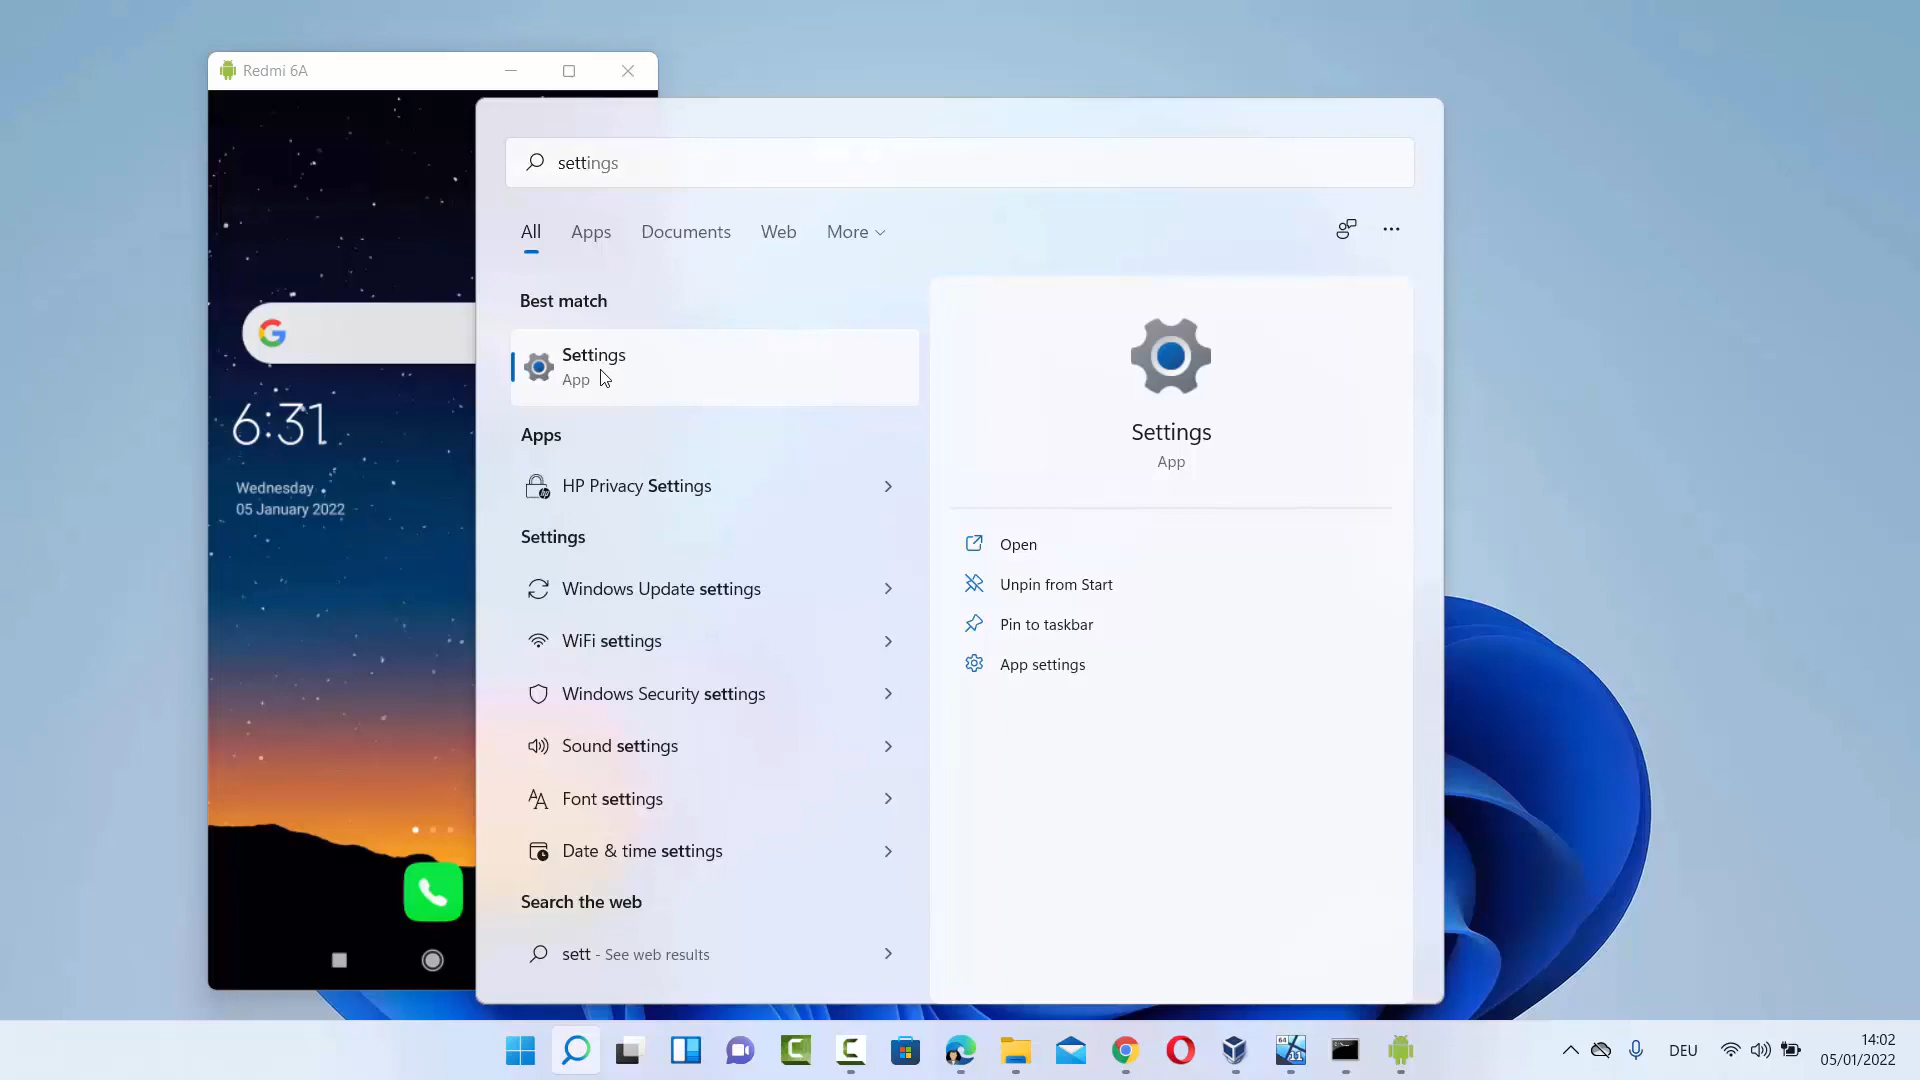 Redmi 6A
settings
All
Apps
Documents
Web
More
Best match
Settings
App
Apps
HP Privacy Settings
Settings
Windows Update settings
WiFi settings
Windows Security settings
Sound settings
Font settings
Date & time settings
Search the web
sett - See web results
Settings
App
Open
Unpin from Start
Pin to taskbar
App settings
6:31
Wednesday
05 January 2022
DEU
14:02
05/01/2022